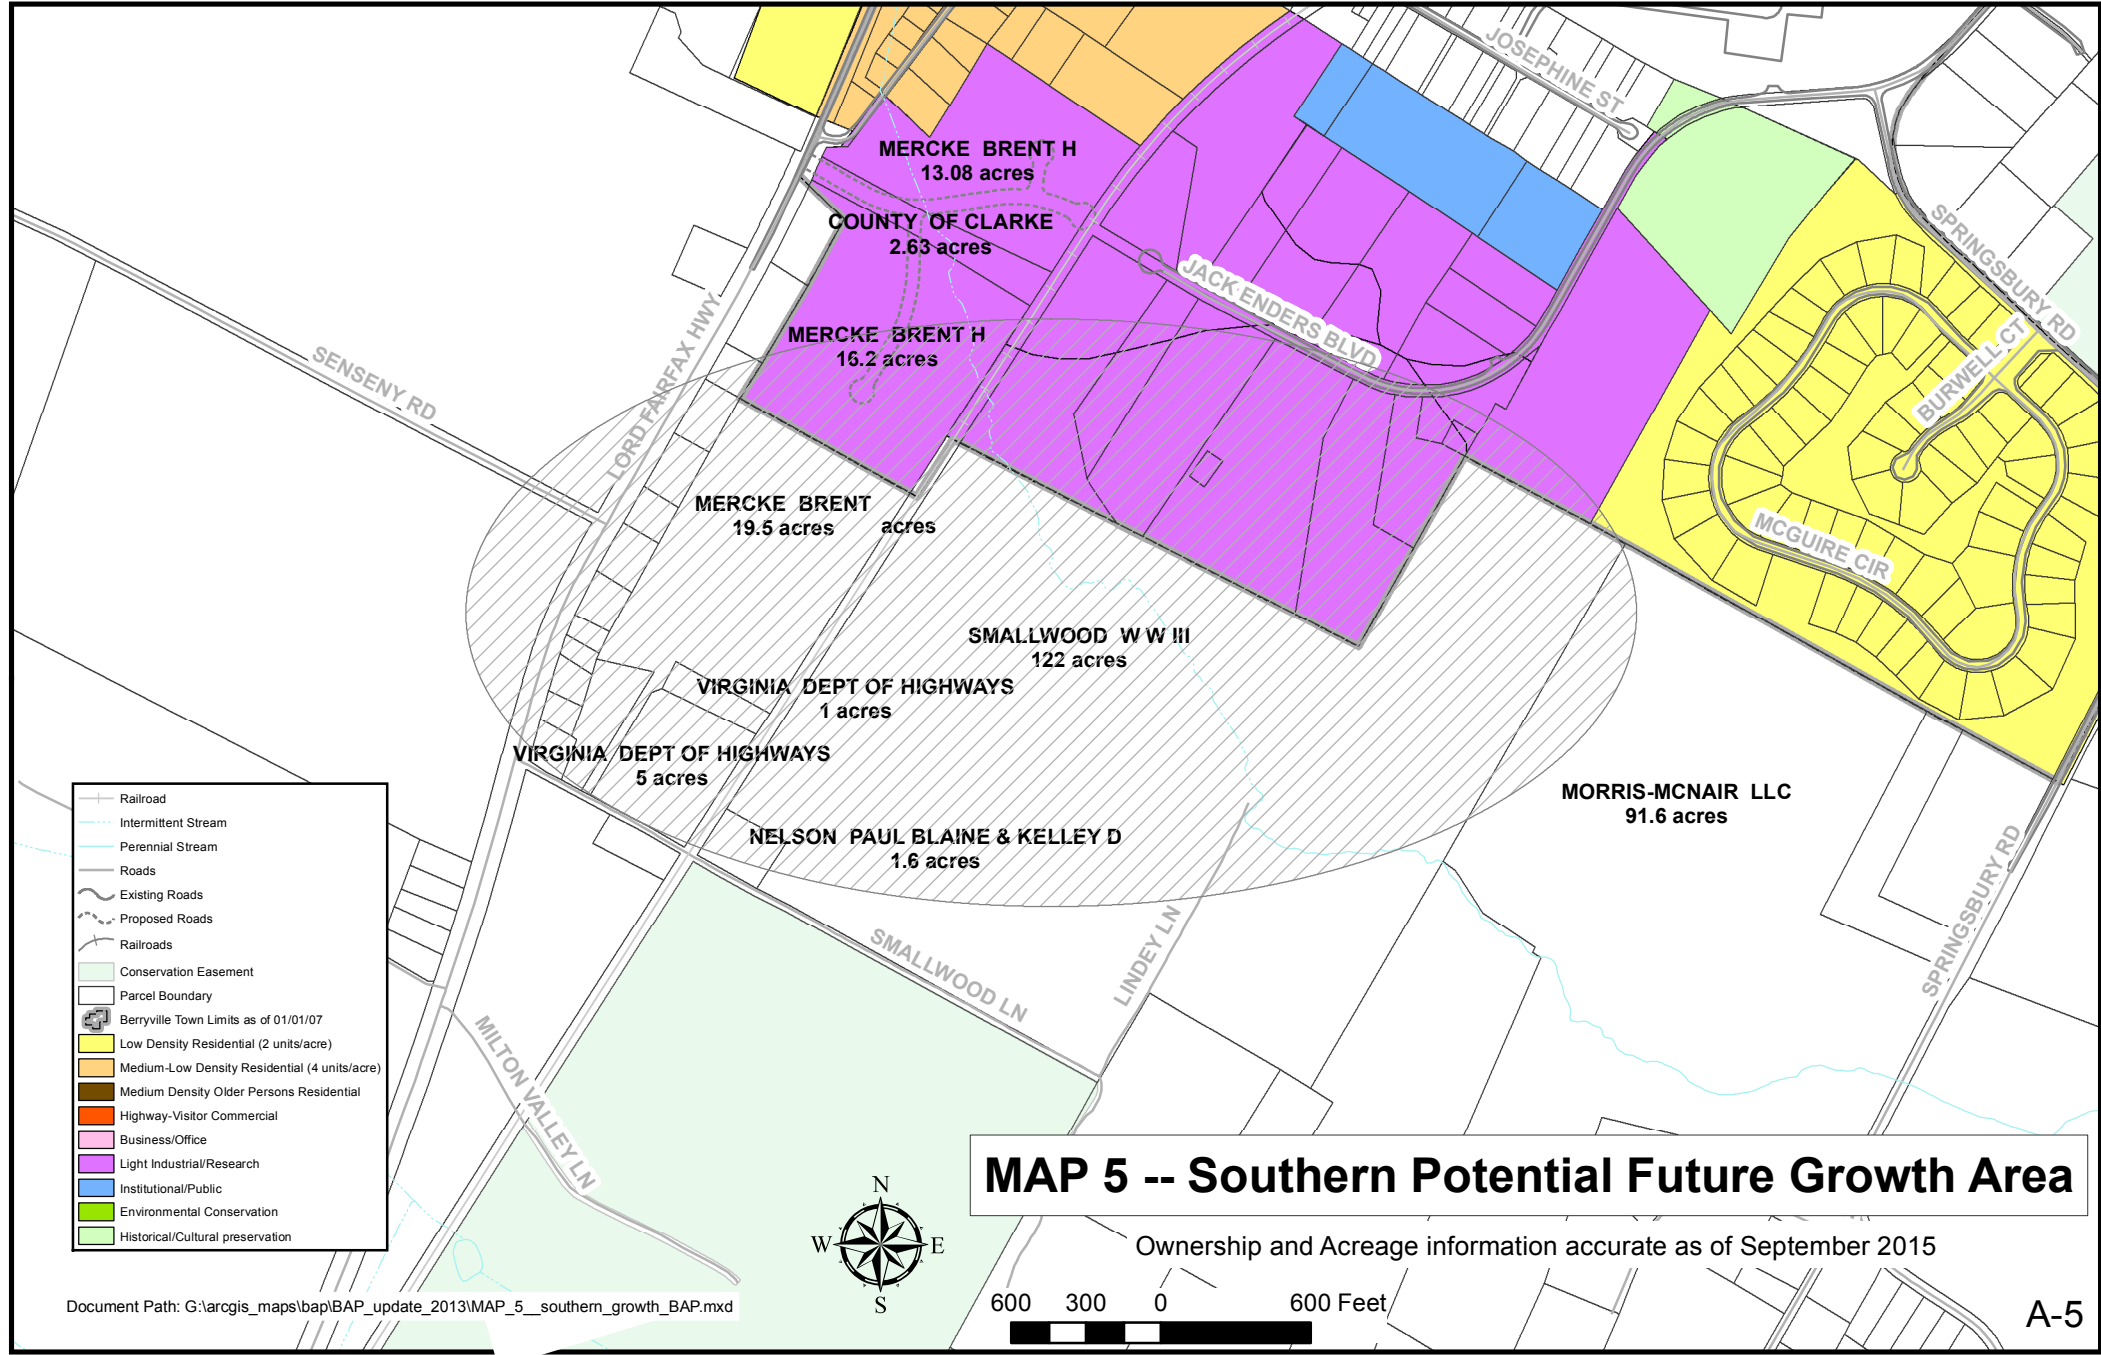 JOSEPHINE ST
MERCKE BRENT H
13.08 acres
COUNTY OF CLARKE
2.63 acres
SPRINGSBURY RD
JACK ENDERS BLVD
MERCKE BRENT H
16.2 acres
SENSENY RD
LORD FAIRFAX HWY
BURWELL CT
MERCKE BRENT
19.5 acres
acres
MCGUIRE CIR
SMALLWOOD W W III
122 acres
VIRGINIA DEPT OF HIGHWAYS
1 acres
VIRGINIA DEPT OF HIGHWAYS
5 acres
MORRIS-MCNAIR LLC
91.6 acres
NELSON PAUL BLAINE & KELLEY D
1.6 acres
SPRINGSBURY RD
SMALLWOOD LN
LINDEY LN
MILTON VALLEY LN
Railroad
Intermittent Stream
Perennial Stream
Roads
Existing Roads
Proposed Roads
Railroads
Conservation Easement
Parcel Boundary
Berryville Town Limits as of 01/01/07
Low Density Residential (2 units/acre)
Medium-Low Density Residential (4 units/acre)
Medium Density Older Persons Residential
Highway-Visitor Commercial
Business/Office
Light Industrial/Research
Institutional/Public
Environmental Conservation
Historical/Cultural preservation
MAP 5 -- Southern Potential Future Growth Area
Ownership and Acreage information accurate as of September 2015
N
W E
S
600 300 0 600 Feet
Document Path: G:\arcgis_maps\bap\BAP_update_2013\MAP_5__southern_growth_BAP.mxd
A-5